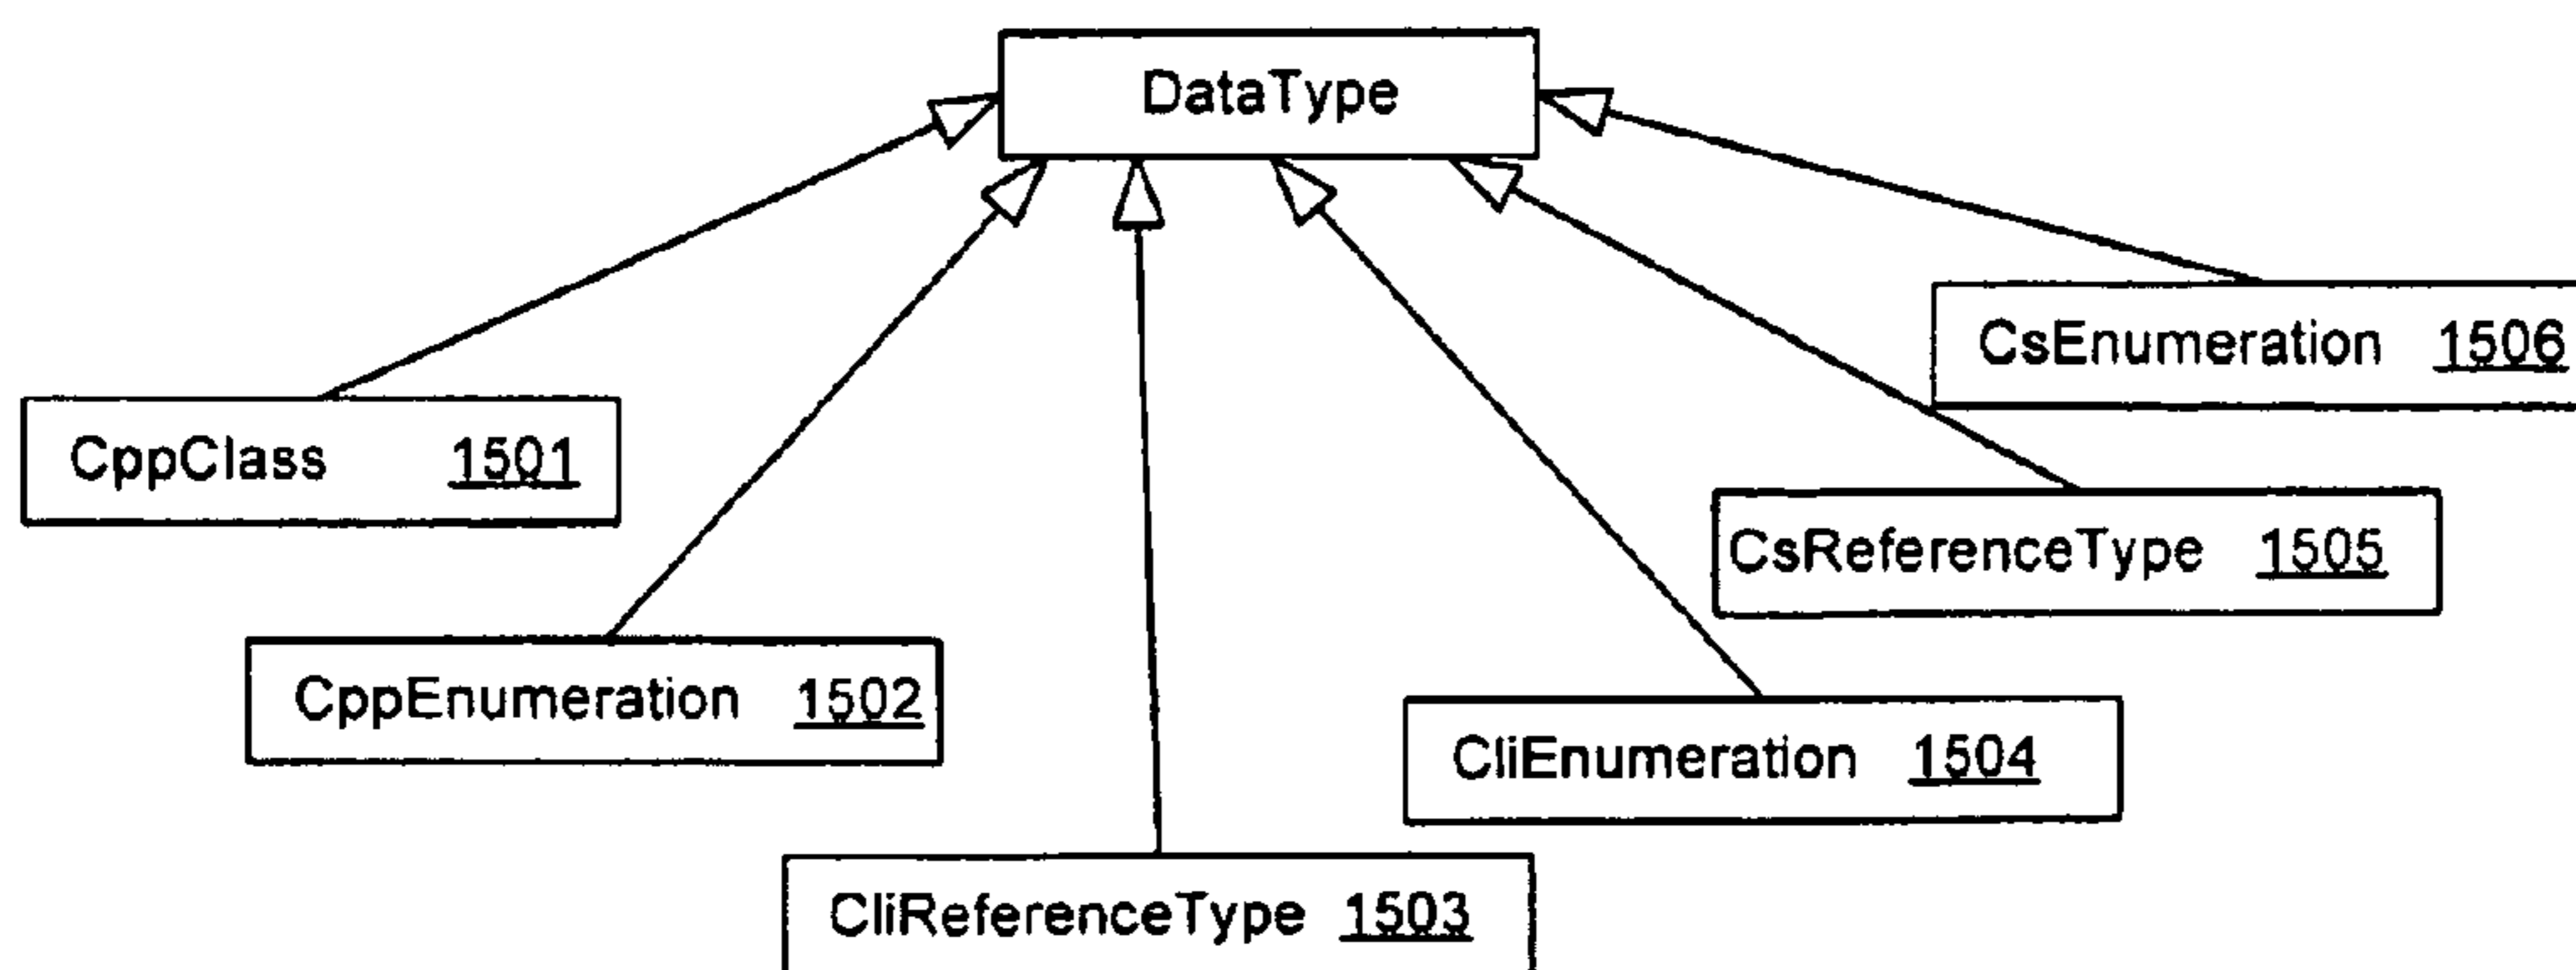 DataType
CsEnumeration 1506
CppClass 1501
CsReferenceType 1505
CppEnumeration 1502
CliEnumeration 1504
CliReferenceType 1503